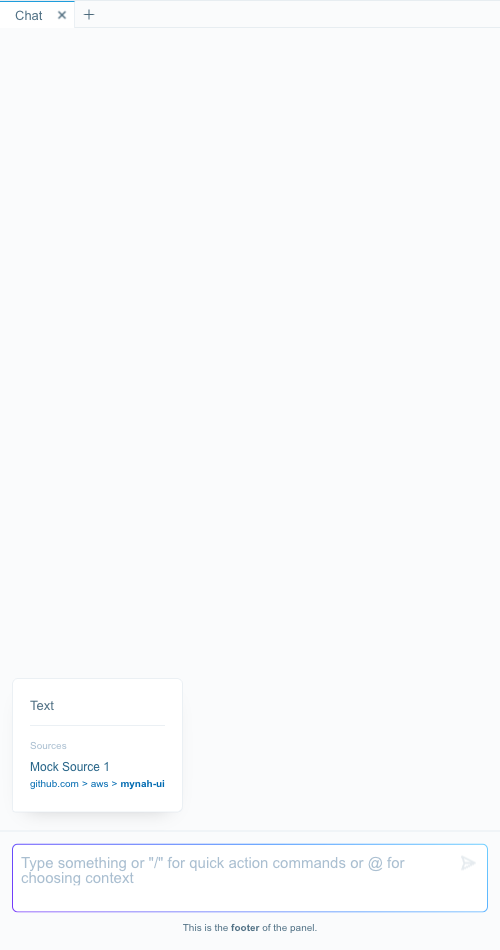 Chat
Text
Sources
Mock Source 1
github.com > aws > mynah-ui
Type something or "/" for quick action commands or @ for
choosing context
This is the footer of the panel.